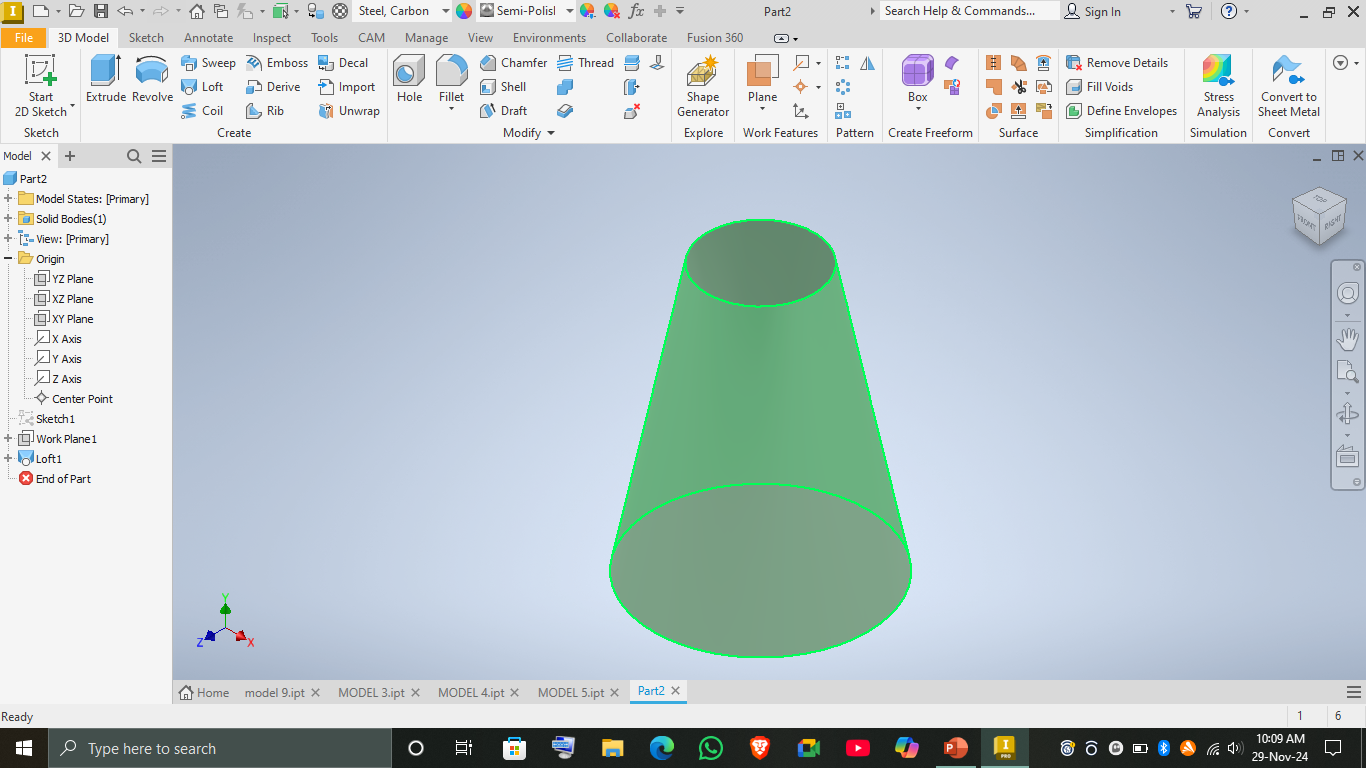 Steel, Carbon
Semi-Polisl
fx
Part2
Search Help & Commands...
Sign In
File
3D Model
Sketch
Annotate
Inspect
Tools
CAM
Manage
View
Environments
Collaborate
Fusion 360
Start
2D Sketch
Sketch
Extrude
Revolve
Sweep
Loft
Coil
Emboss
Derive
Rib
Decal
Import
Unwrap
Create
Hole
Fillet
Chamfer
Shell
Draft
Thread
Modify
Shape
Generator
Explore
Plane
Work Features
Pattern
Box
Create Freeform
Surface
Remove Details
Fill Voids
Define Envelopes
Simplification
Stress
Analysis
Simulation
Convert to
Sheet Metal
Convert
Model
Part2
Model States: [Primary]
Solid Bodies(1)
View: [Primary]
Origin
YZ Plane
XZ Plane
XY Plane
X Axis
Y Axis
Z Axis
Center Point
Sketch1
Work Plane1
Loft1
End of Part
TOP
FRONT
RIGHT
Y
Z
X
Home
model 9.ipt
MODEL 3.ipt
MODEL 4.ipt
MODEL 5.ipt
Part2
Ready
1
6
Type here to search
10:09 AM
29-Nov-24